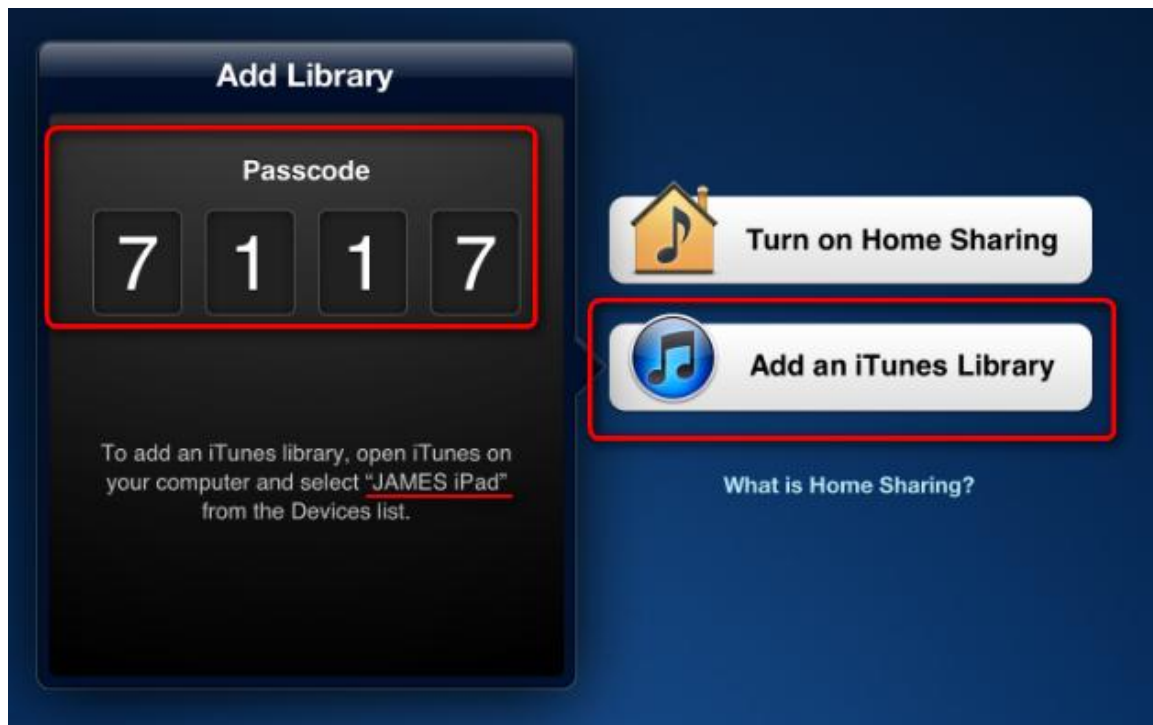 Add Library
Passcode
7 1 1 7
To add an iTunes library, open iTunes on
your computer and select “JAMES iPad”
from the Devices list.
Turn on Home Sharing
Add an iTunes Library
What is Home Sharing?